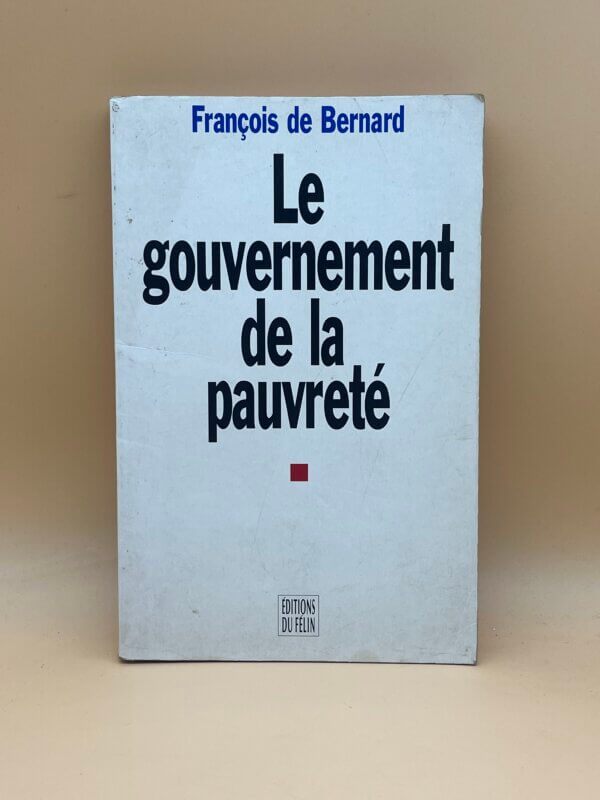 François de Bernard
Le
gouvernement
de la
pauvreté
ÉDITIONS
DU FÉLIN